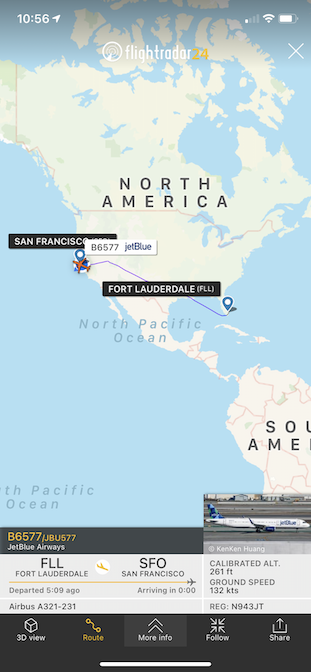 10:56
flightradar24
NORTH
AMERICA
SAN FRANCISCO
B6577 jetBlue
FORT LAUDERDALE (FLL)
North Pacific
Ocean
SOU
AMER
th Pacific
Ocean
jetBlue
© KenKen Huang
B6577/JBU577
JetBlue Airways
FLL SFO
FORT LAUDERDALE SAN FRANCISCO
Departed 5:09 ago Arriving in 0:00
Airbus A321-231
CALIBRATED ALT.
261 ft
GROUND SPEED
132 kts
REG: N943JT
3D view Route More info Follow Share